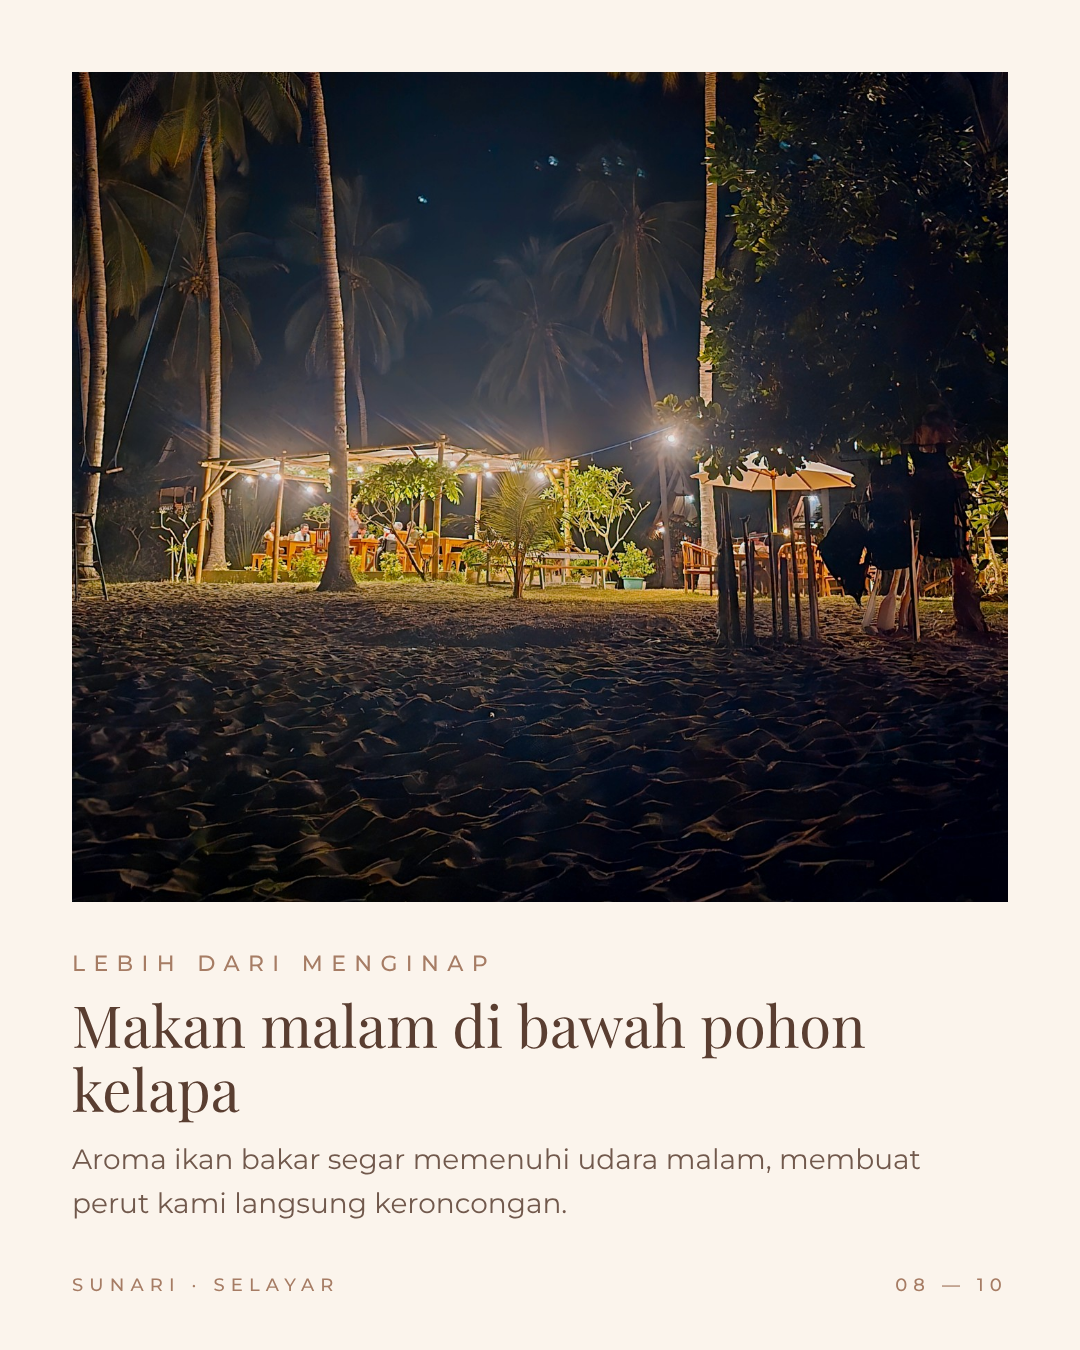 LEBIH DARI MENGINAP
Makan malam di bawah pohon
kelapa
Aroma ikan bakar segar memenuhi udara malam, membuat
perut kami langsung keroncongan.
SUNARI · SELAYAR
08 — 10